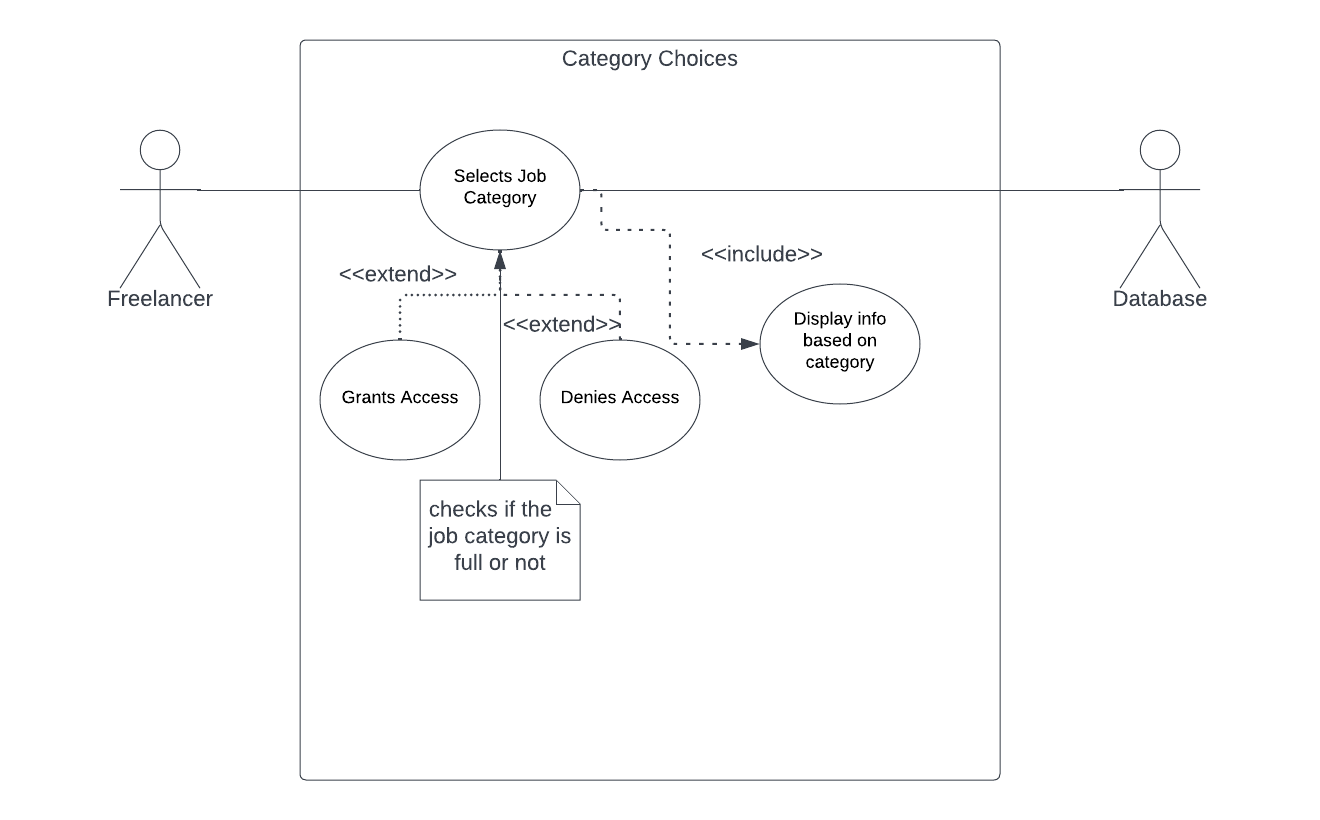 Category Choices
Selects Job
Category
<<include>>
<<extend>>
Freelancer
Database
<<extend>>
Display info
based on
category
Grants Access
Denies Access
checks if the
job category is
full or not